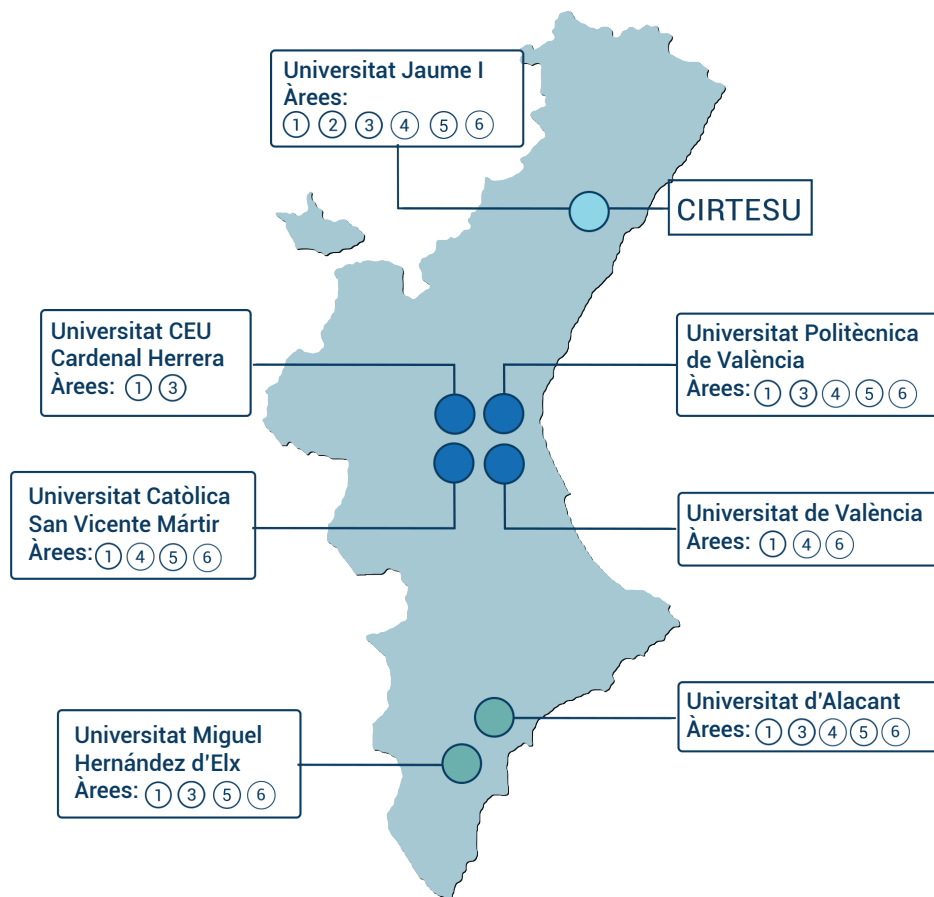 Universitat Jaume I
Àrees:
1 2 3 4 5 6
CIRTESU
Universitat CEU
Cardenal Herrera
Àrees: 1 3
Universitat Politècnica
de València
Àrees: 1 3 4 5 6
Universitat Catòlica
San Vicente Mártir
Àrees: 1 4 5 6
Universitat de València
Àrees: 1 4 6
Universitat d'Alacant
Àrees: 1 3 4 5 6
Universitat Miguel
Hernández d'Elx
Àrees: 1 3 5 6